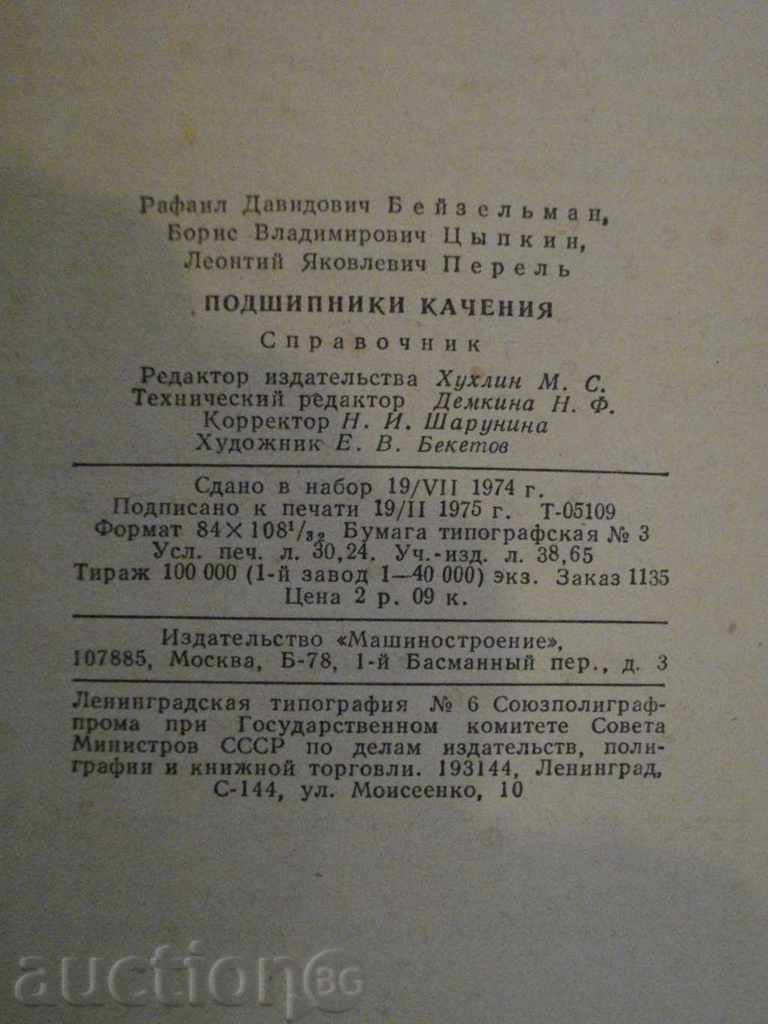 Рафаил Давидович Бейзельман,
Борис Владимирович Цыпкин,
Леонтий Яковлевич Перель
ПОДШИПНИКИ КАЧЕНИЯ
Справочник
Редактор издательства Хухлин М. С.
Технический редактор Демкина Н. Ф.
Корректор Н. И. Шарунина
Художник Е. В. Бекетов
Сдано в набор 19/VII 1974 г.
Подписано к печати 19/II 1975 г. Т-05109
Формат 84×108¹/₃₂ Бумага типографская № 3
Усл. печ. л. 30,24. Уч.-изд. л. 38,65
Тираж 100 000 (1-й завод 1—40 000) экз. Заказ 1135
Цена 2 р. 09 к.
Издательство «Машиностроение»,
107885, Москва, Б-78, 1-й Басманный пер., д. 3
Ленинградская типография № 6 Союзполиграф-
прома при Государственном комитете Совета
Министров СССР по делам издательств, поли-
графии и книжной торговли. 193144, Ленинград,
С-144, ул. Моисеенко, 10
auction6BG